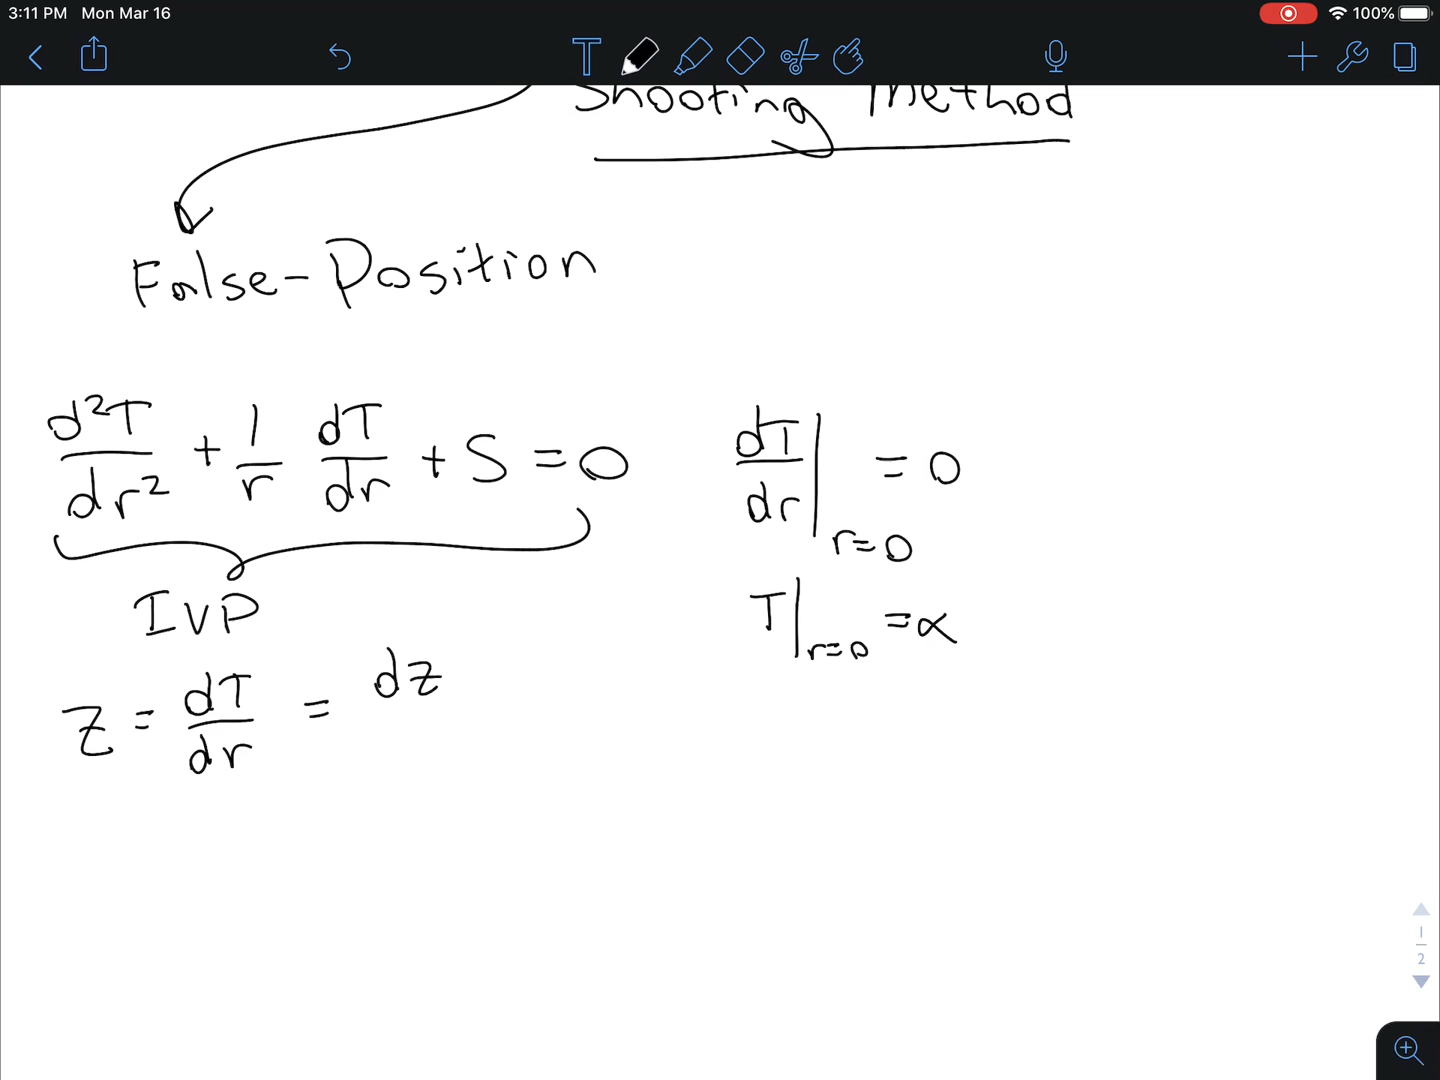 3:11 PM Mon Mar 16 100%
T
Shooting Method
False-Position
d²T/dr² + 1/r dT/dr + S = 0
dT/dr|r=0 = 0
IVP
T|r=0 = α
z = dT/dr = dz
1
2